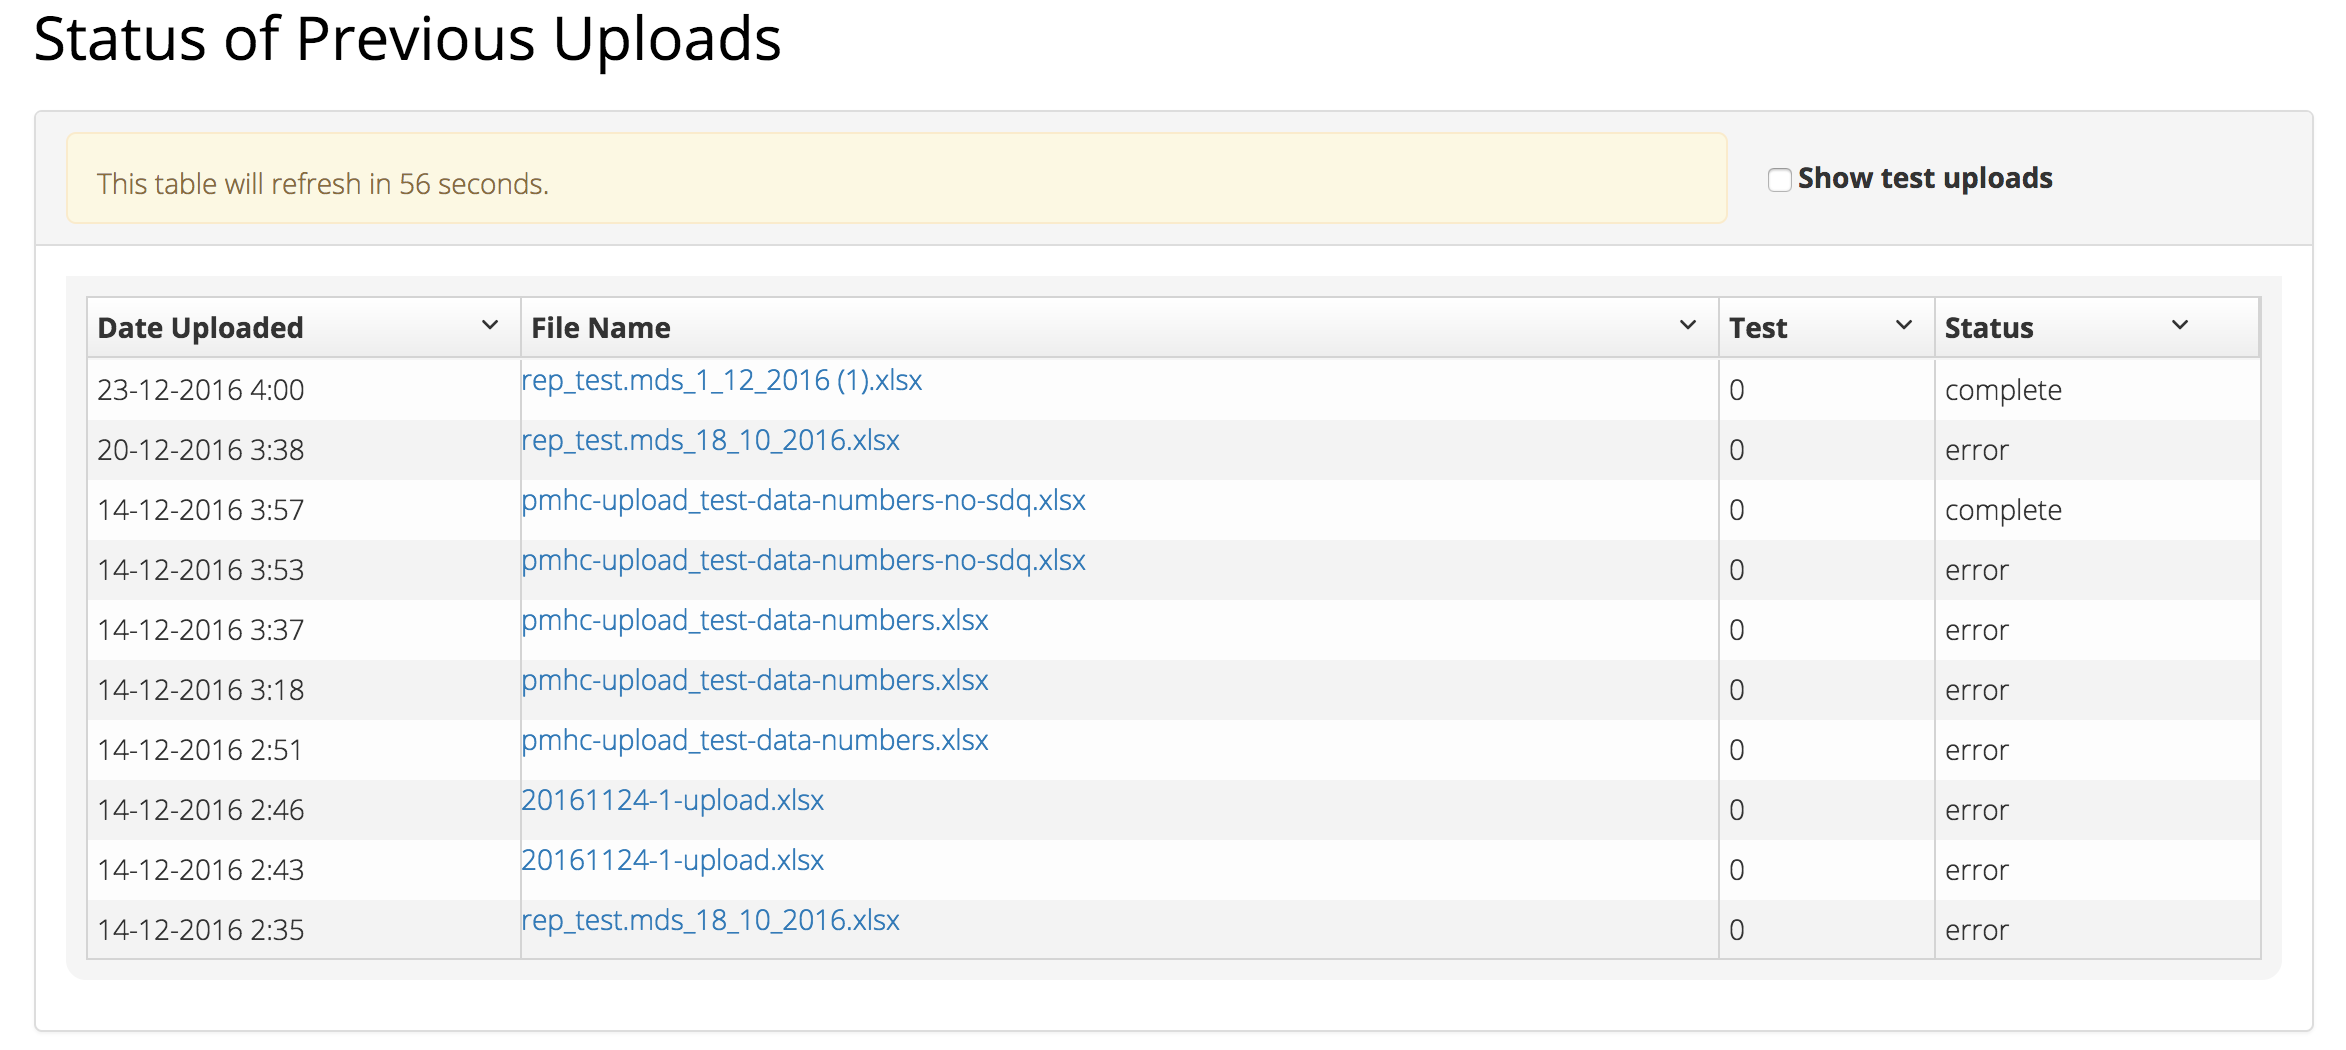 Status of Previous Uploads
This table will refresh in 56 seconds.
Show test uploads
Date Uploaded File Name Test Status
23-12-2016 4:00 rep_test.mds_1_12_2016 (1).xlsx 0 complete
20-12-2016 3:38 rep_test.mds_18_10_2016.xlsx 0 error
14-12-2016 3:57 pmhc-upload_test-data-numbers-no-sdq.xlsx 0 complete
14-12-2016 3:53 pmhc-upload_test-data-numbers-no-sdq.xlsx 0 error
14-12-2016 3:37 pmhc-upload_test-data-numbers.xlsx 0 error
14-12-2016 3:18 pmhc-upload_test-data-numbers.xlsx 0 error
14-12-2016 2:51 pmhc-upload_test-data-numbers.xlsx 0 error
14-12-2016 2:46 20161124-1-upload.xlsx 0 error
14-12-2016 2:43 20161124-1-upload.xlsx 0 error
14-12-2016 2:35 rep_test.mds_18_10_2016.xlsx 0 error